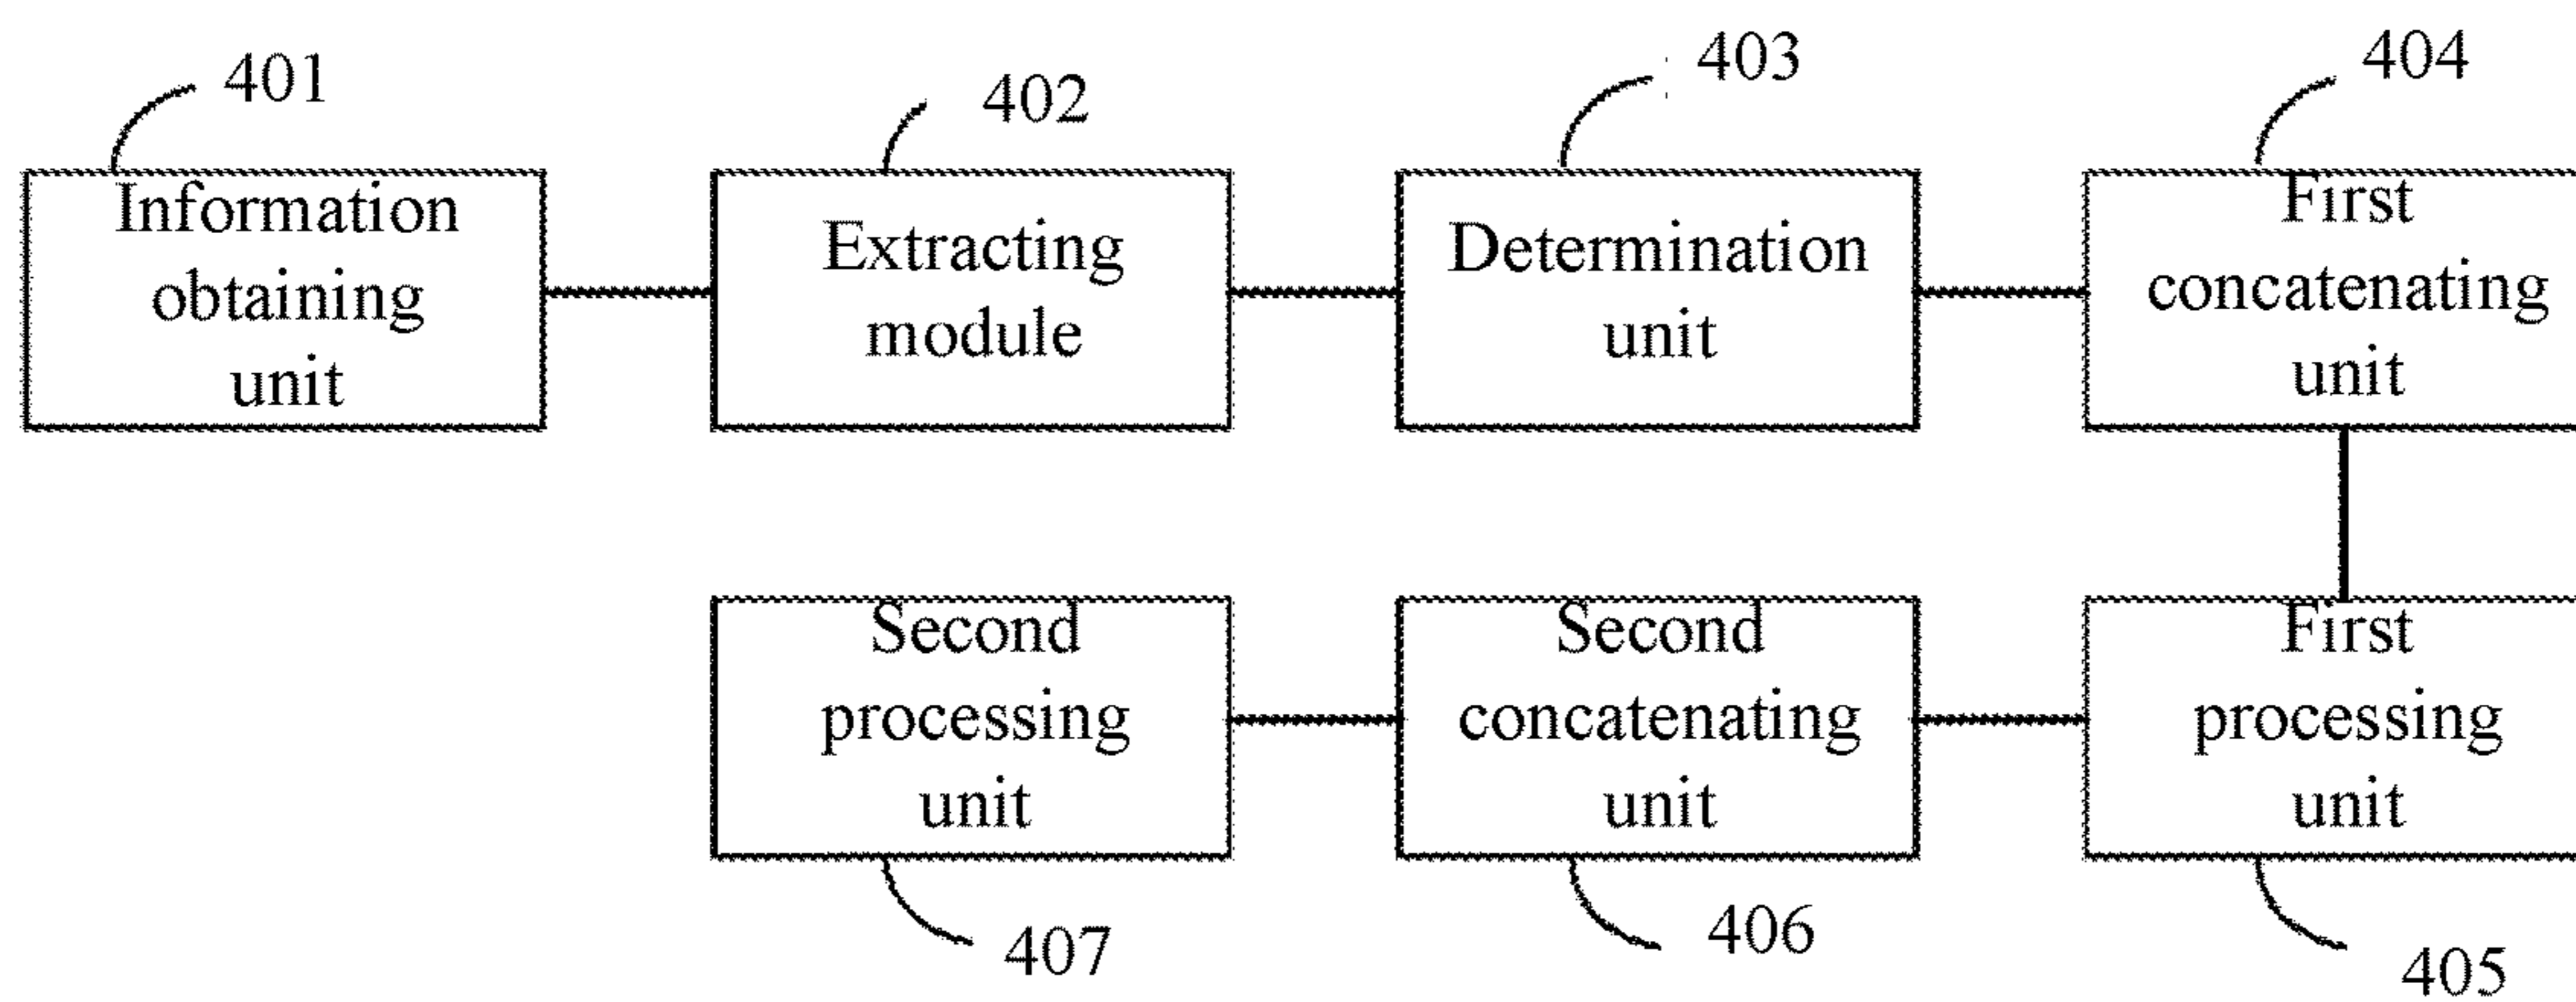 401
402
403
404
Information
obtaining
unit
Extracting
module
Determination
unit
First
concatenating
unit
Second
processing
unit
Second
concatenating
unit
First
processing
unit
407
406
405